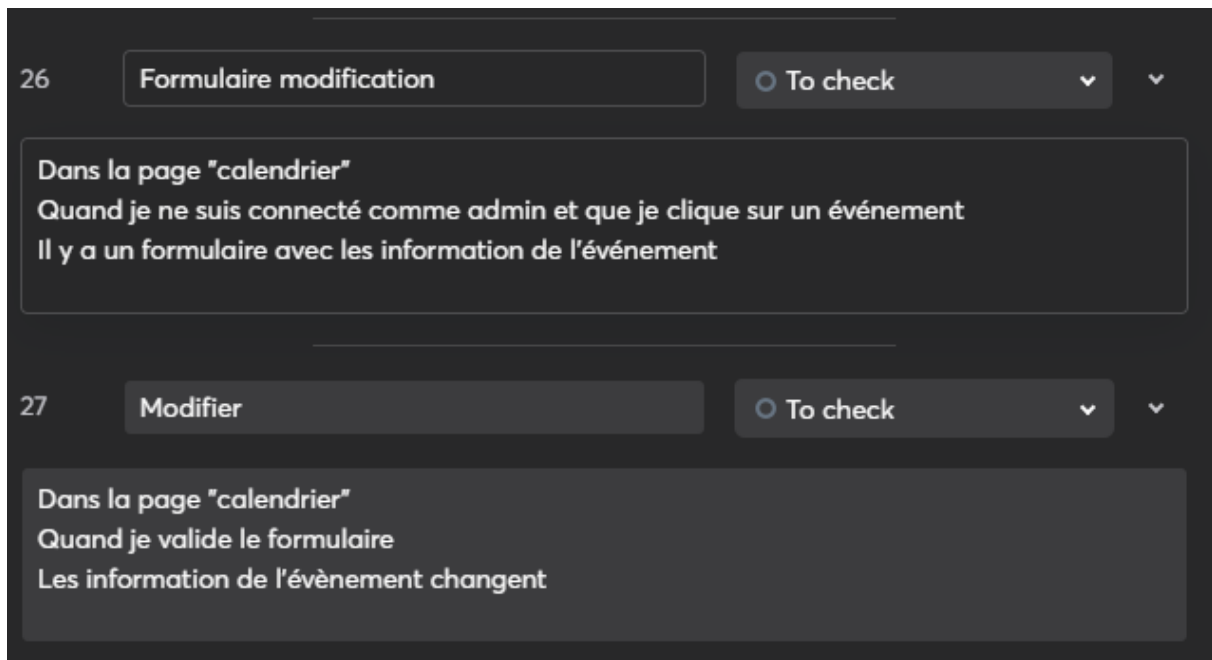 26
Formulaire modification
To check
Dans la page "calendrier"
Quand je ne suis connecté comme admin et que je clique sur un événement
Il y a un formulaire avec les information de l'événement
27
Modifier
To check
Dans la page "calendrier"
Quand je valide le formulaire
Les information de l'évènement changent